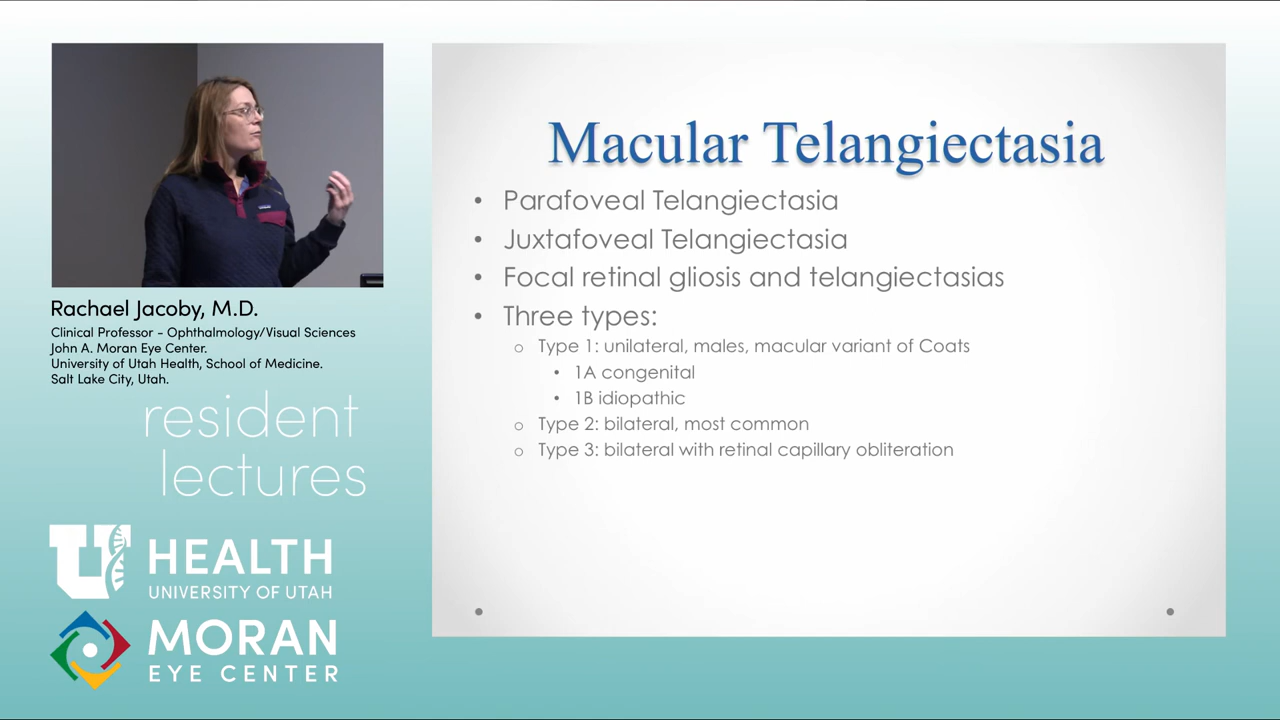 Macular Telangiectasia
• Parafoveal Telangiectasia
• Juxtafoveal Telangiectasia
• Focal retinal gliosis and telangiectasias
• Three types:
o Type 1: unilateral, males, macular variant of Coats
• 1A congenital
• 1B idiopathic
o Type 2: bilateral, most common
o Type 3: bilateral with retinal capillary obliteration
Rachael Jacoby, M.D.
Clinical Professor - Ophthalmology/Visual Sciences
John A. Moran Eye Center.
University of Utah Health, School of Medicine.
Salt Lake City, Utah.
resident
lectures
U HEALTH
UNIVERSITY OF UTAH
MORAN
EYE CENTER